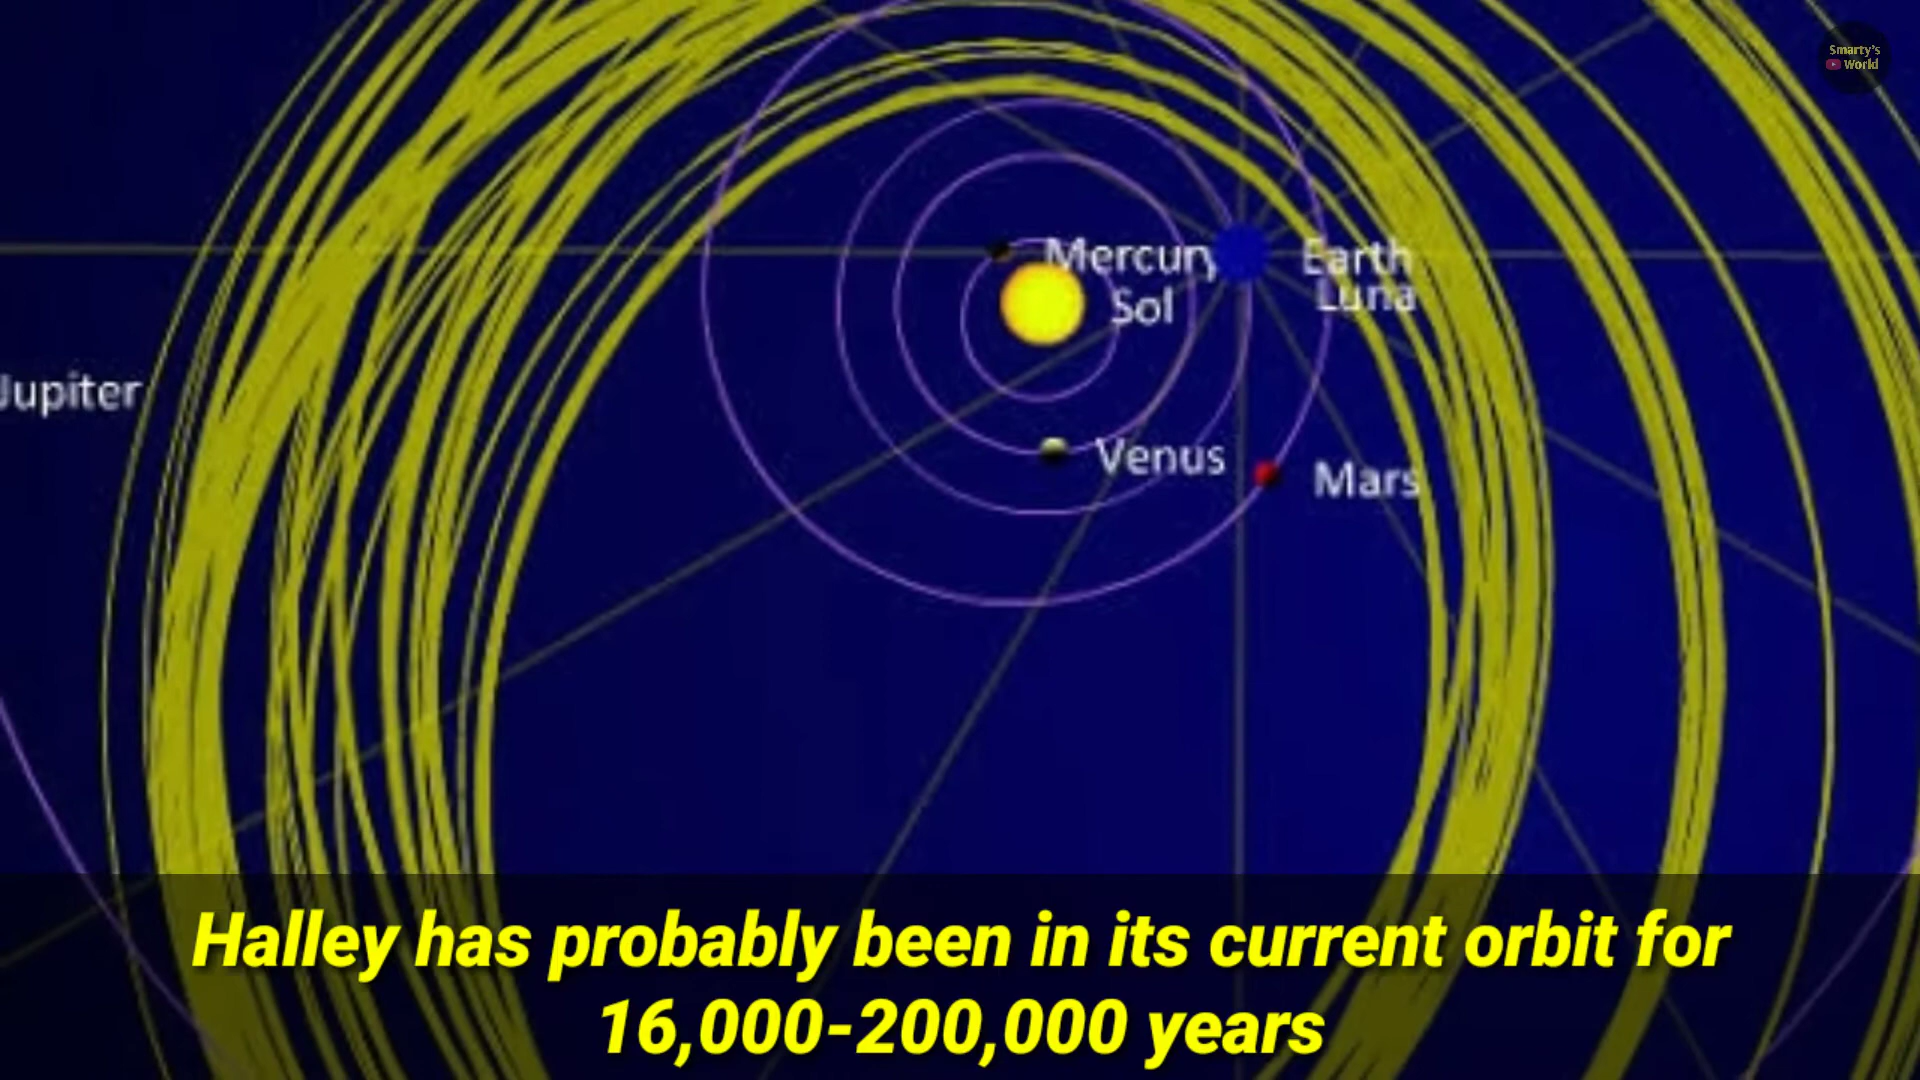 Smarty's
World
Mercury
Earth
Sol
Luna
Jupiter
Venus
Mars
Halley has probably been in its current orbit for
16,000-200,000 years